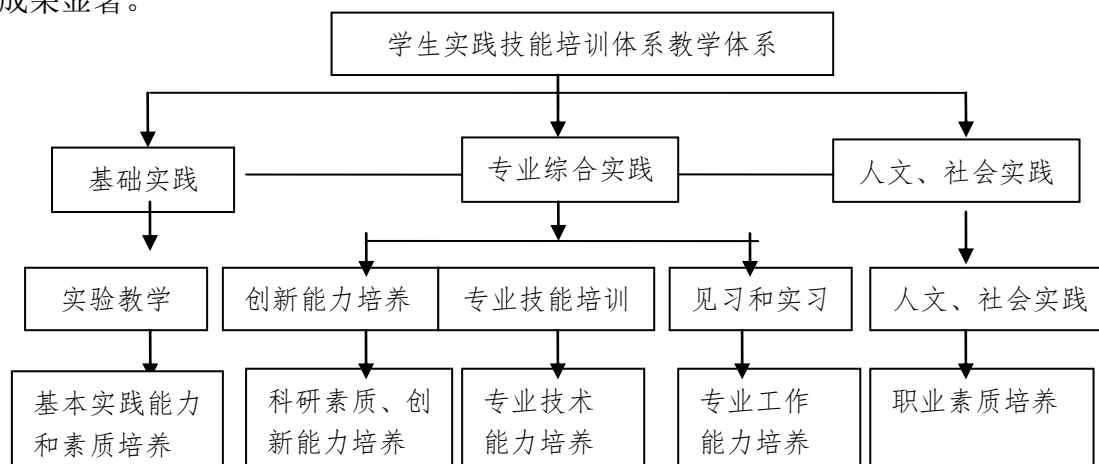 成果显著。
学生实践技能培训体系教学体系
基础实践
专业综合实践
人文、社会实践
实验教学
创新能力培养
专业技能培训
见习和实习
人文、社会实践
基本实践能力
和素质培养
科研素质、创
新能力培养
专业技术
能力培养
专业工作
能力培养
职业素质培养